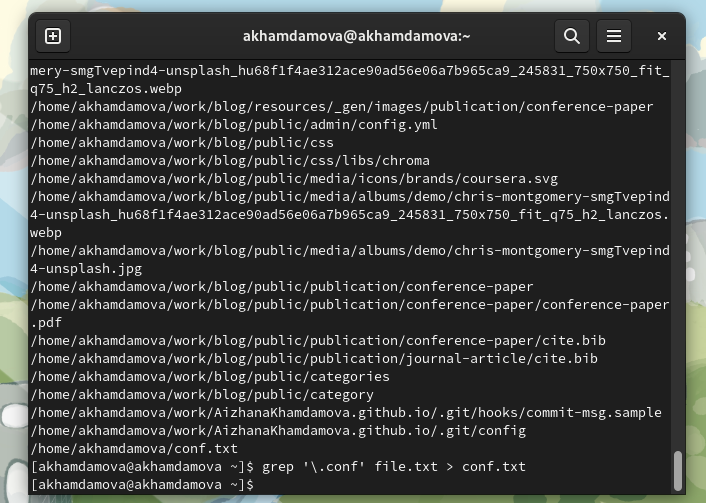 akhamdamova@akhamdamova:~
mery-smgTvepind4-unsplash_hu68f1f4ae312ace90ad56e06a7b965ca9_245831_750x750_fit_
q75_h2_lanczos.webp
/home/akhamdamova/work/blog/resources/_gen/images/publication/conference-paper
/home/akhamdamova/work/blog/public/admin/config.yml
/home/akhamdamova/work/blog/public/css
/home/akhamdamova/work/blog/public/css/libs/chroma
/home/akhamdamova/work/blog/public/media/icons/brands/coursera.svg
/home/akhamdamova/work/blog/public/media/albums/demo/chris-montgomery-smgTvepind
4-unsplash_hu68f1f4ae312ace90ad56e06a7b965ca9_245831_750x750_fit_q75_h2_lanczos.
webp
/home/akhamdamova/work/blog/public/media/albums/demo/chris-montgomery-smgTvepind
4-unsplash.jpg
/home/akhamdamova/work/blog/public/publication/conference-paper
/home/akhamdamova/work/blog/public/publication/conference-paper/conference-paper
.pdf
/home/akhamdamova/work/blog/public/publication/conference-paper/cite.bib
/home/akhamdamova/work/blog/public/publication/journal-article/cite.bib
/home/akhamdamova/work/blog/public/categories
/home/akhamdamova/work/blog/public/category
/home/akhamdamova/work/AizhanaKhamdamova.github.io/.git/hooks/commit-msg.sample
/home/akhamdamova/work/AizhanaKhamdamova.github.io/.git/config
/home/akhamdamova/conf.txt
[akhamdamova@akhamdamova ~]$ grep '\.conf' file.txt > conf.txt
[akhamdamova@akhamdamova ~]$